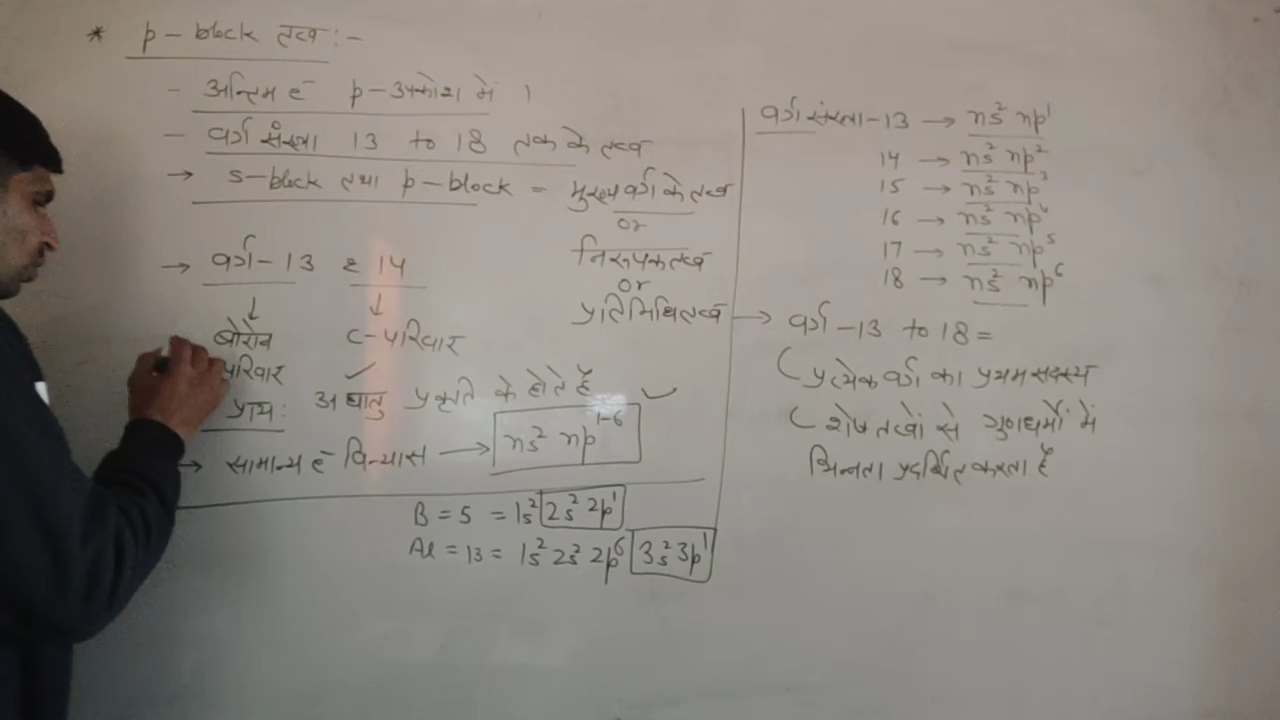 * p-block तत्व :-
- अन्तिम e⁻ p-उपकोश में ।
- वर्ग संख्या 13 to 18 तक के तत्व
→ s-block तथा p-block = मुख्य वर्ग के तत्व
or
निरूपक तत्व
or
प्रतिनिधि तत्व
→ वर्ग-13 & 14
↓ ↓
बोरोन C-परिवार
परिवार ✓
प्राय: अधातु प्रकृति के होते है ✓
→ सामान्य e⁻ विन्यास → ns² np¹⁻⁶
B = 5 = 1s² 2s² 2p¹
Al = 13 = 1s² 2s² 2p⁶ 3s² 3p¹
वर्ग संख्या-13 → ns² np¹
14 → ns² np²
15 → ns² np³
16 → ns² np⁴
17 → ns² np⁵
18 → ns² np⁶
→ वर्ग-13 to 18 =
( प्रत्येक वर्ग का प्रथम सदस्य
( शेष तत्वों से गुणधर्मों में
भिन्नता प्रदर्शित करता है